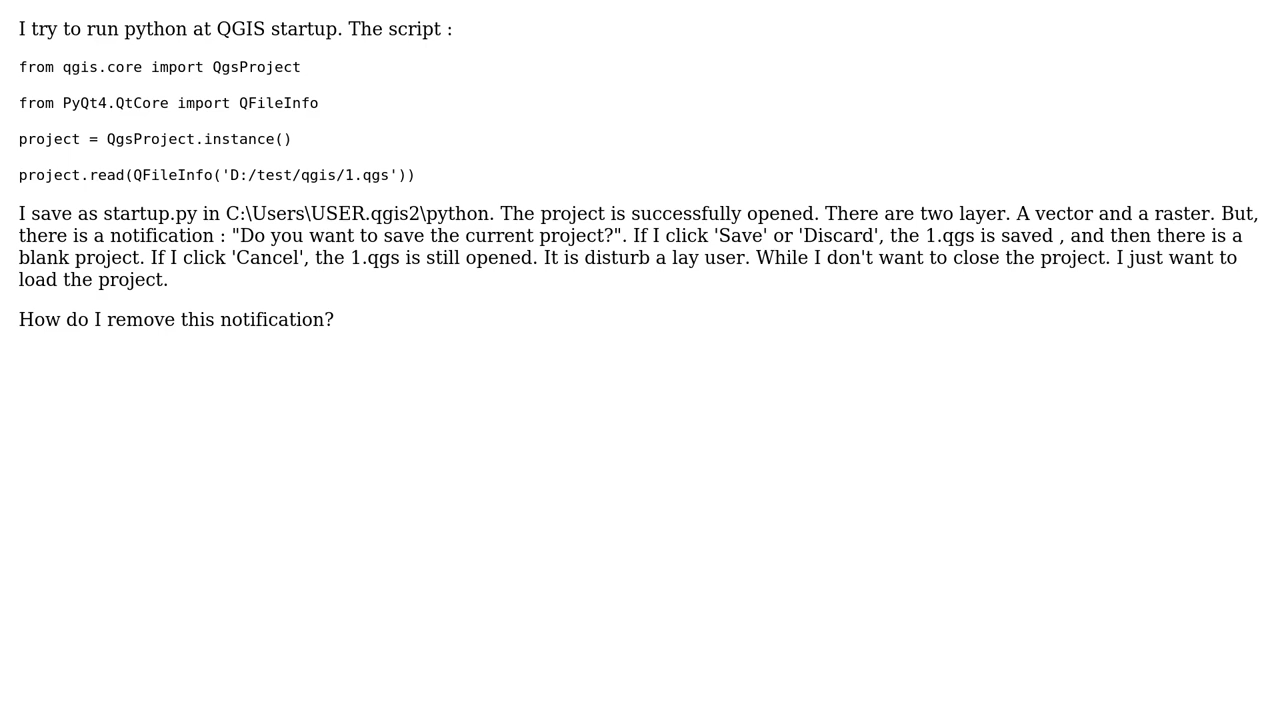 I try to run python at QGIS startup. The script :
from qgis.core import QgsProject
from PyQt4.QtCore import QFileInfo
project = QgsProject.instance()
project.read(QFileInfo('D:/test/qgis/1.qgs'))
I save as startup.py in C:\Users\USER.qgis2\python. The project is successfully opened. There are two layer. A vector and a raster. But,
there is a notification : "Do you want to save the current project?". If I click 'Save' or 'Discard', the 1.qgs is saved , and then there is a
blank project. If I click 'Cancel', the 1.qgs is still opened. It is disturb a lay user. While I don't want to close the project. I just want to
load the project.
How do I remove this notification?